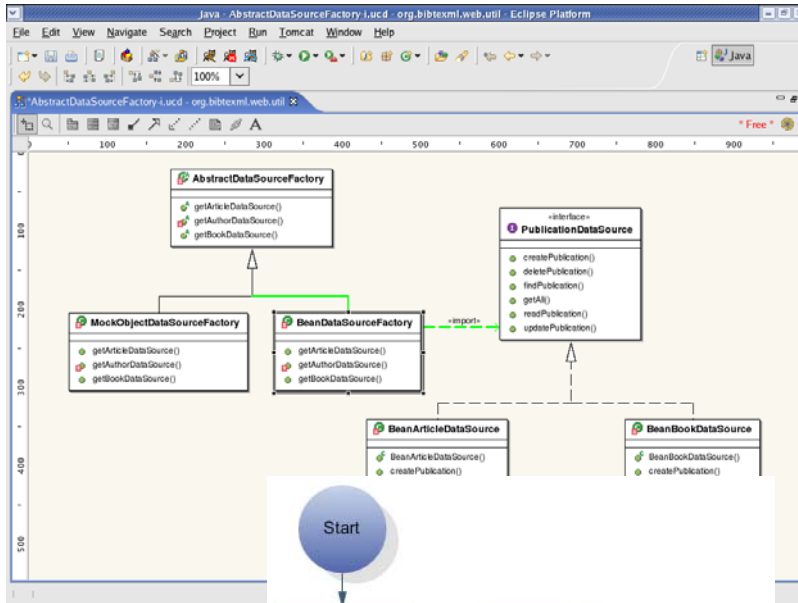 Java - AbstractDataSourceFactory-i.ucd - org.bibtexml.web.util - Eclipse Platform
File Edit View Navigate Search Project Run Tomcat Window Help
Java
100%
*AbstractDataSourceFactory-i.ucd - org.bibtexml.web.util
A
* Free *
0 100 200 300 400 500 600 700 800 900
0
100
200
300
400
500
AbstractDataSourceFactory
getArticleDataSource()
getAuthorDataSource()
getBookDataSource()
«interface»
PublicationDataSource
createPublication()
deletePublication()
findPublication()
getAll()
readPublication()
updatePublication()
MockObjectDataSourceFactory
getArticleDataSource()
getAuthorDataSource()
getBookDataSource()
BeanDataSourceFactory
getArticleDataSource()
getAuthorDataSource()
getBookDataSource()
«import»
BeanArticleDataSource
BeanArticleDataSource()
createPublication()
BeanBookDataSource
BeanBookDataSource()
createPublication()
Start